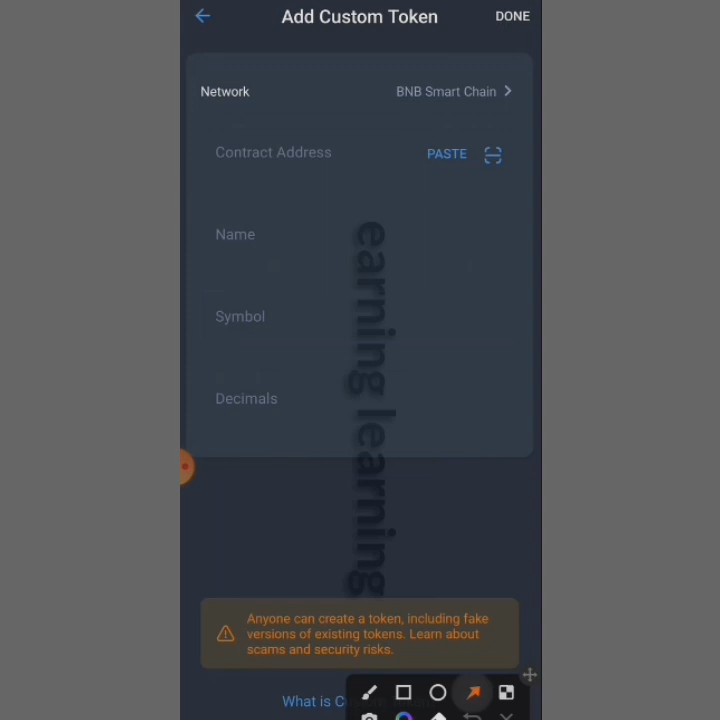 Add Custom Token
DONE
Network
BNB Smart Chain
Contract Address
PASTE
Name
Symbol
Decimals
earning learning
Anyone can create a token, including fake
versions of existing tokens. Learn about
scams and security risks.
What is